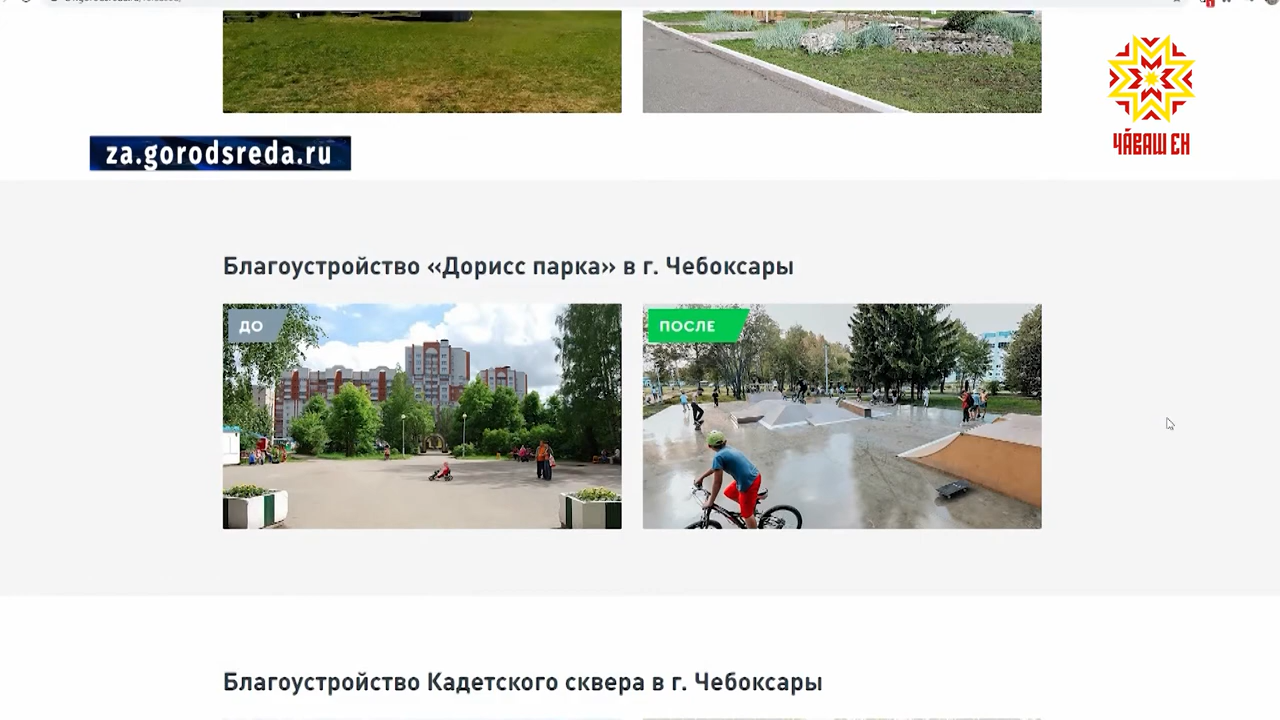 za.gorodsreda.ru
ЧӐВАШ ЕН
Благоустройство «Дорисс парка» в г. Чебоксары
ДО
ПОСЛЕ
Благоустройство Кадетского сквера в г. Чебоксары